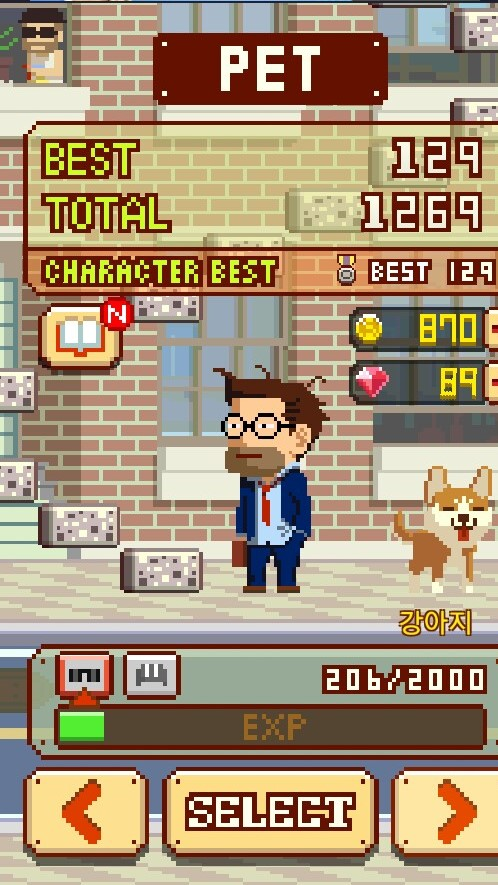 PET
BEST 129
TOTAL 1269
CHARACTER BEST BEST 129
N
870
89
강아지
206/2000
EXP
SELECT